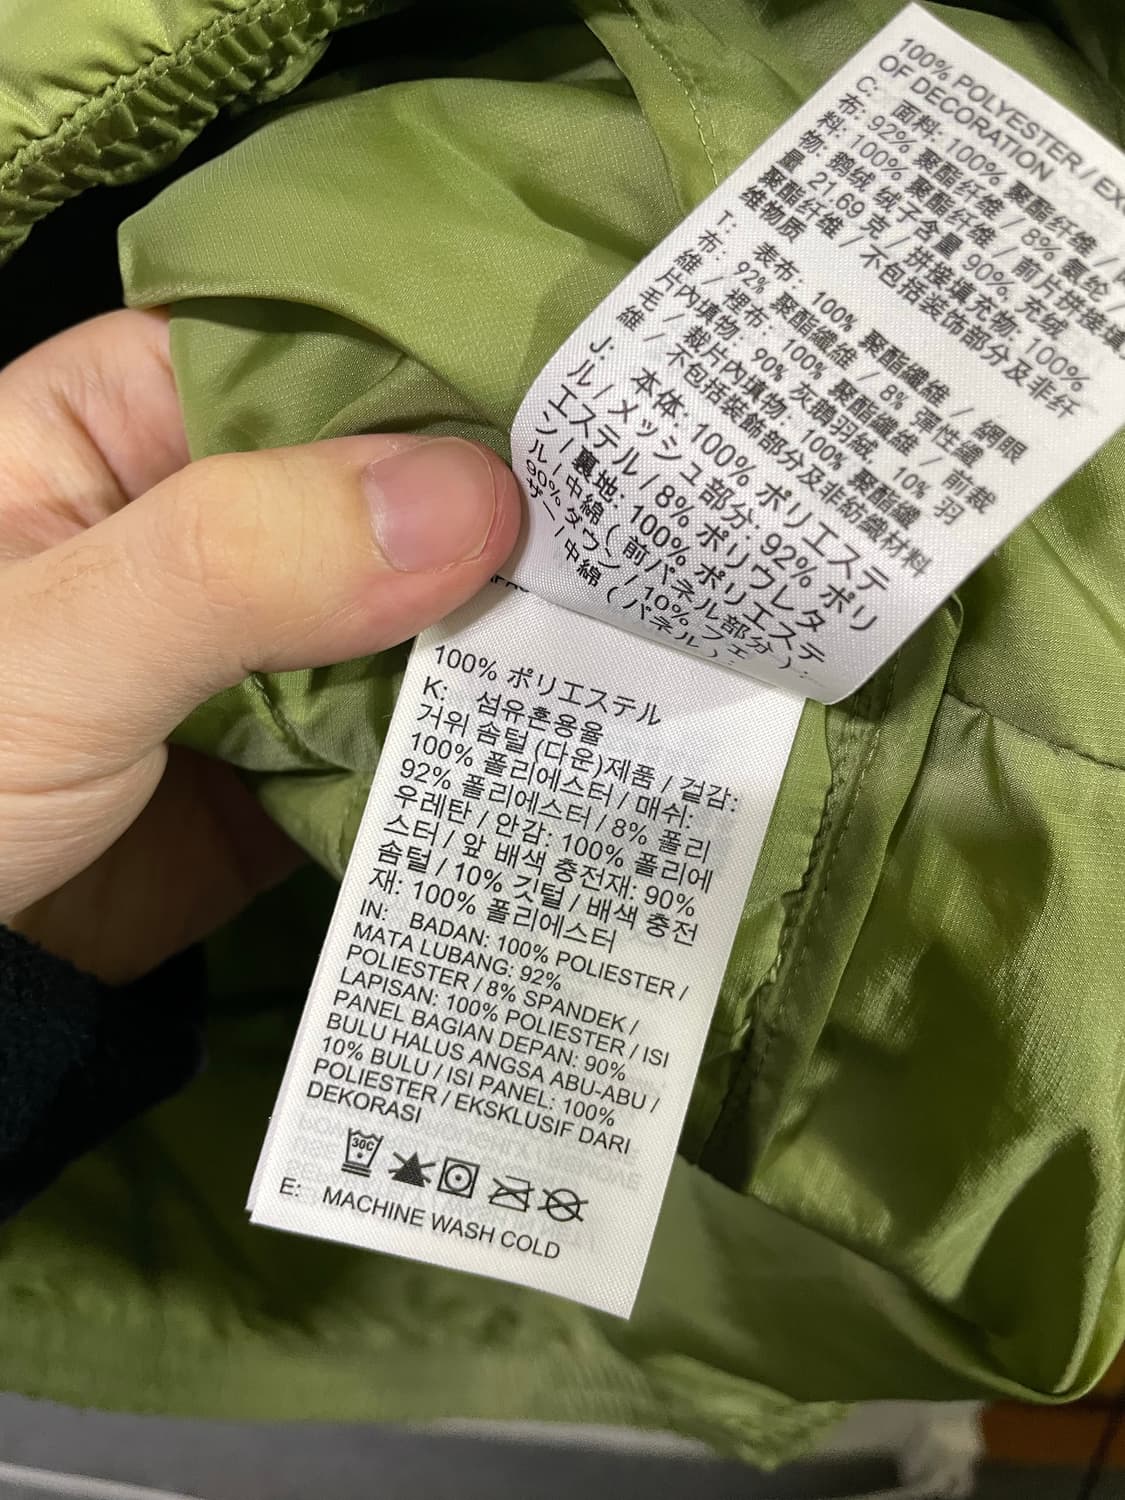 100% POLYESTER / EXC
OF DECORATION
C: 面料: 100% 聚酯纤维 /
布: 92% 聚酯纤维 / 8% 氨纶 /
料: 100% 聚酯纤维 / 前片拼接填
物: 鹅绒 绒子含量 90%, 充绒
量 21.69 克 / 拼接填充物: 100%
聚酯纤维 / 不包括装饰部分及非纤
维物质
T: 表布: 100% 聚酯纖維 / 網眼
布: 92% 聚酯纖維 / 8% 彈性纖
維 / 裡布: 100% 聚酯纖維 / 前裁
片內填物: 90% 灰鵝羽絨, 10% 羽
毛 / 裁片內填物: 100% 聚酯纖
維 / 不包括裝飾部分及非紡織材料
J: 本体: 100% ポリエステ
ル / メッシュ部分: 92% ポリ
エステル / 8% ポリウレタ
ン / 裏地: 100% ポリエステ
ル / 中綿 ( 前パネル部分 ) :
90% ダウン / 10% フェ
ザー / 中綿 ( パネル ) :
100% ポリエステル
K: 섬유혼용율
거위 솜털 (다운)제품 / 겉감:
100% 폴리에스터 / 매쉬:
92% 폴리에스터 / 8% 폴리
우레탄 / 안감: 100% 폴리에
스터 / 앞 배색 충전재: 90%
솜털 / 10% 깃털 / 배색 충전
재: 100% 폴리에스터
IN: BADAN: 100% POLIESTER /
MATA LUBANG: 92%
POLIESTER / 8% SPANDEK /
LAPISAN: 100% POLIESTER / ISI
PANEL BAGIAN DEPAN: 90%
BULU HALUS ANGSA ABU-ABU /
10% BULU / ISI PANEL: 100%
POLIESTER / EKSKLUSIF DARI
DEKORASI
30C
E: MACHINE WASH COLD